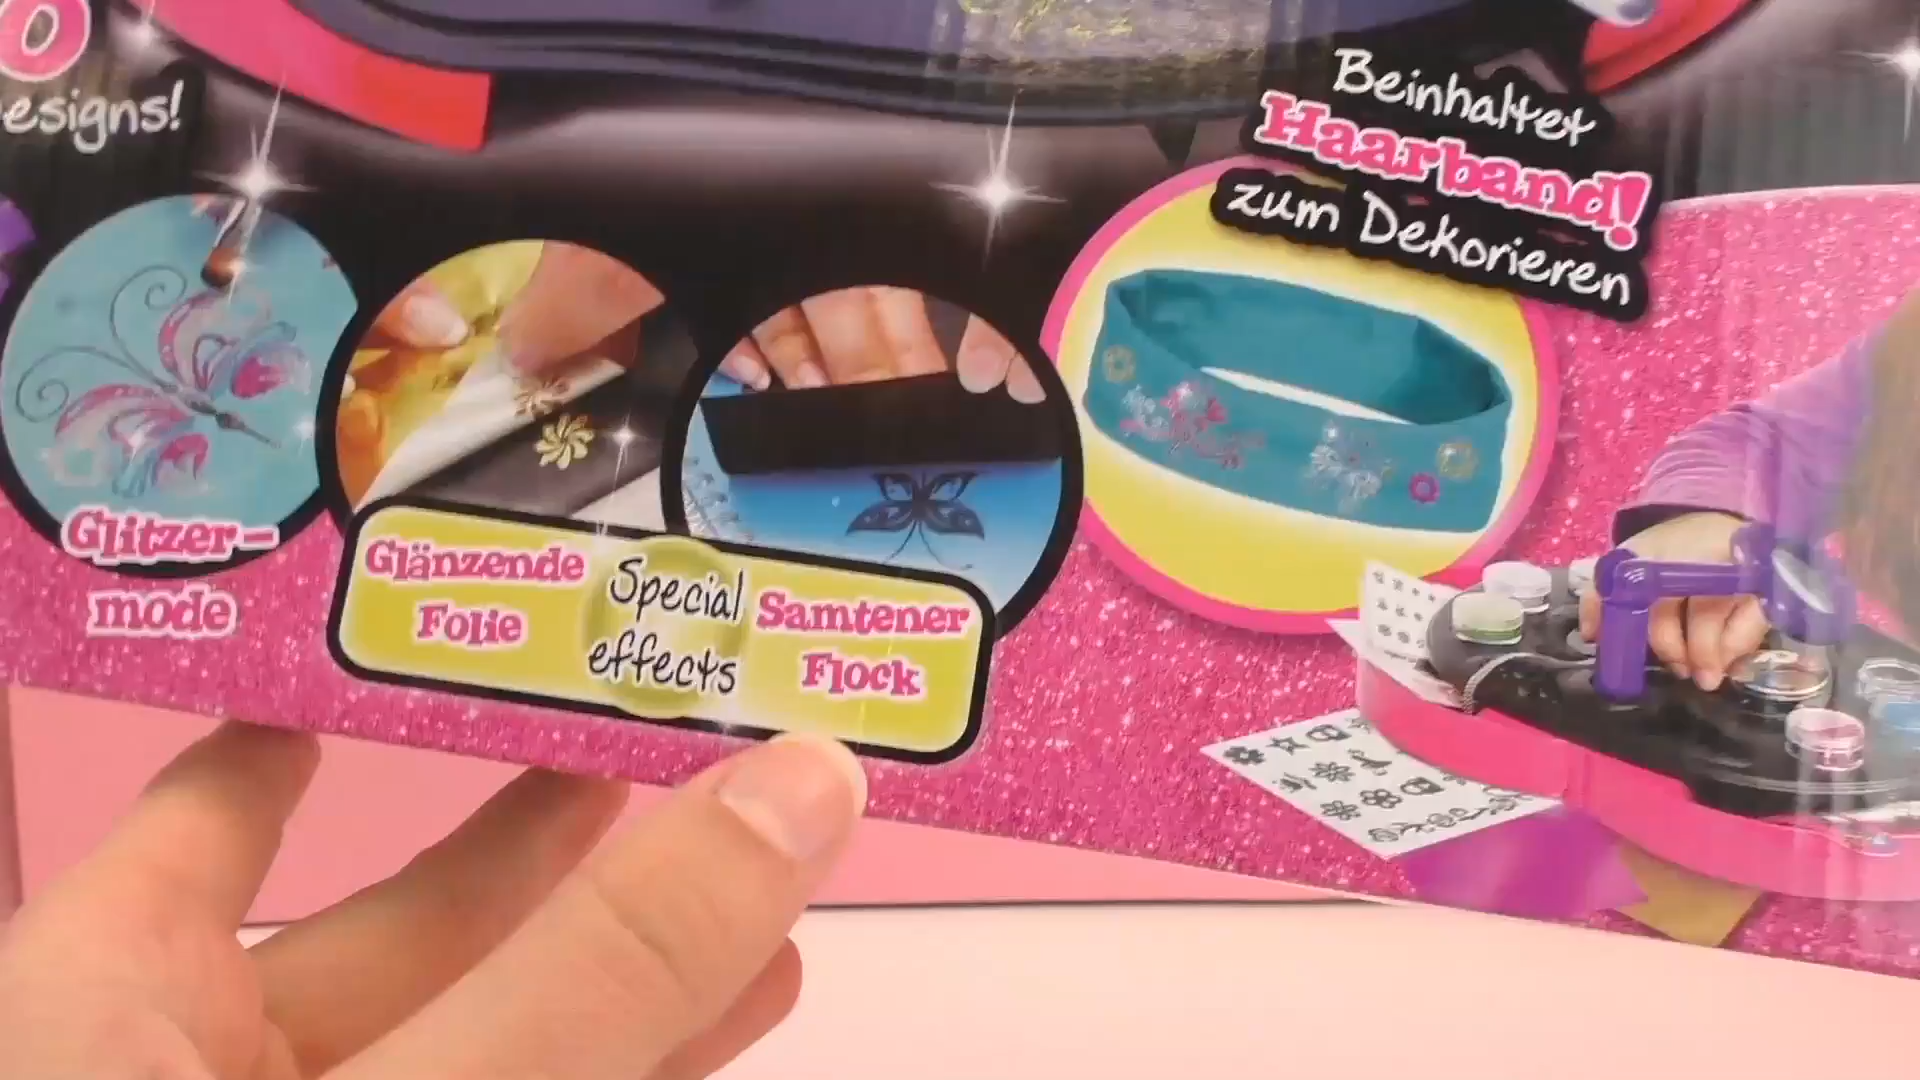 esigns!
Beinhaltet
Haarband!
zum Dekorieren
Glitzer-
mode
Glänzende
Folie
Special
effects
Samtener
Flock